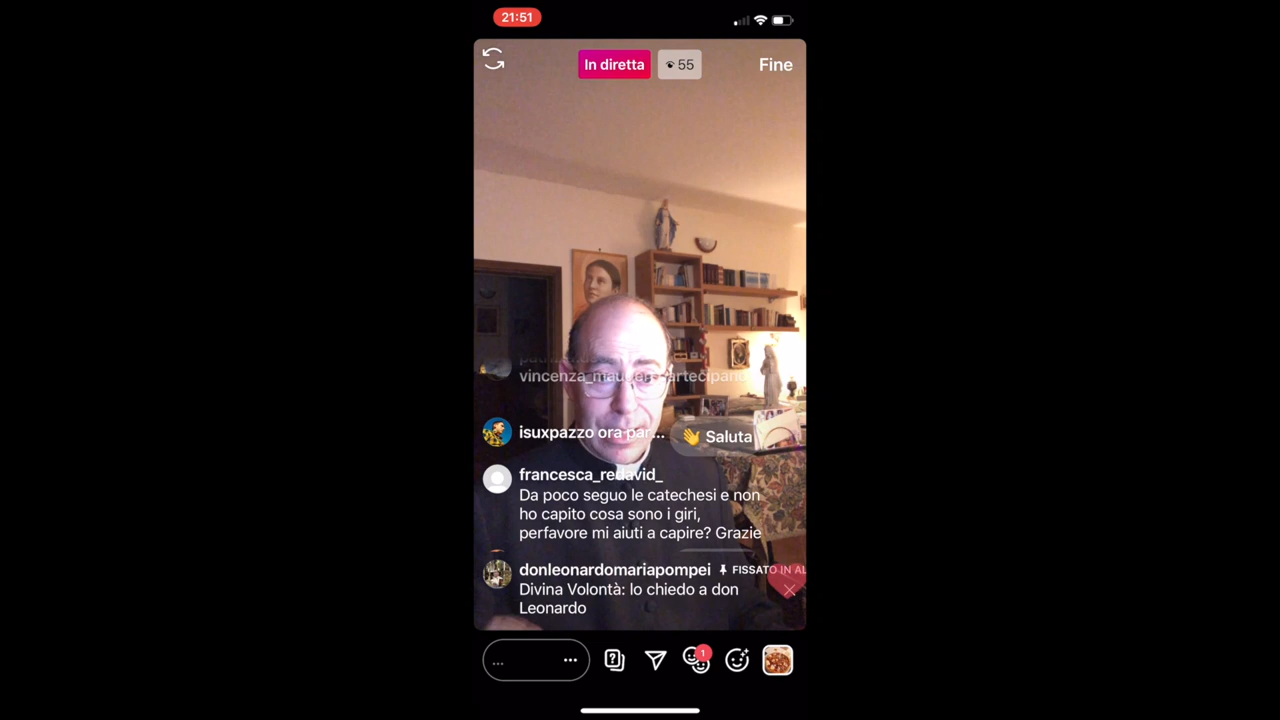 21:51
In diretta
55
Fine
isuxpazzo ora par...
👋 Saluta
francesca_redavid_
Da poco seguo le catechesi e non
ho capito cosa sono i giri,
perfavore mi aiuti a capire? Grazie
donleonardomariapompei FISSATO IN AL
Divina Volontà: lo chiedo a don
Leonardo
...
1